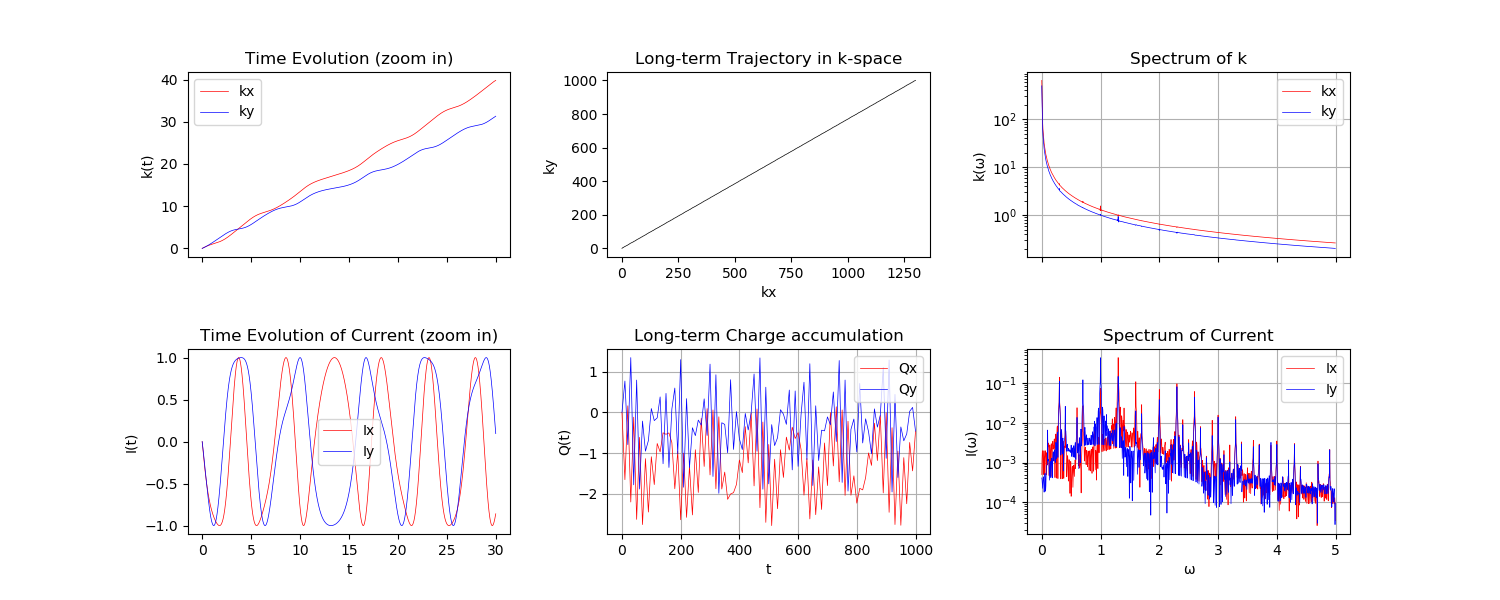 Time Evolution (zoom in)
kx
ky
k(t)
40
30
20
10
0
Long-term Trajectory in k-space
ky
1000
800
600
400
200
0
0 250 500 750 1000 1250
kx
Spectrum of k
kx
ky
k(ω)
10²
10¹
10⁰
Time Evolution of Current (zoom in)
Ix
Iy
I(t)
1.0
0.5
0.0
−0.5
−1.0
0 5 10 15 20 25 30
t
Long-term Charge accumulation
Qx
Qy
Q(t)
1
0
−1
−2
0 200 400 600 800 1000
t
Spectrum of Current
Ix
Iy
I(ω)
10⁻¹
10⁻²
10⁻³
10⁻⁴
0 1 2 3 4 5
ω